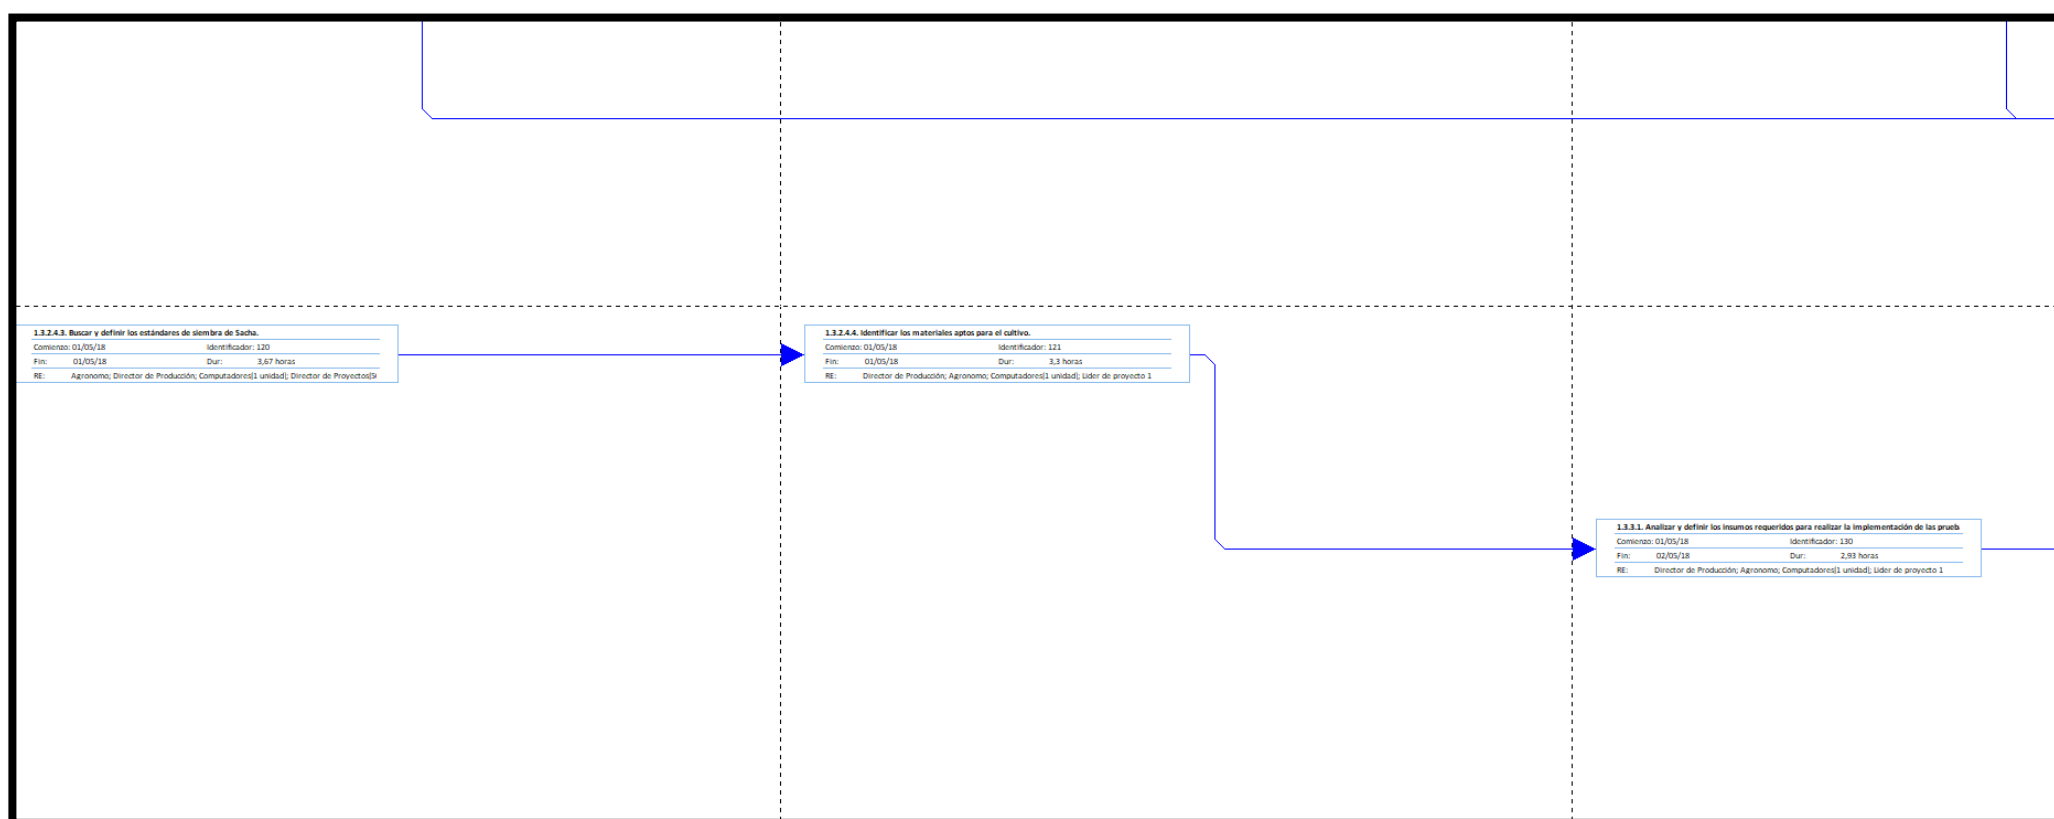 1.3.2.4.3. Buscar y definir los estándares de siembra de Sacha.
Comienzo: 01/05/18 Identificador: 120
Fin: 01/05/18 Dur: 3,67 horas
RE: Agronomo; Director de Producción; Computadores[1 unidad]; Director de Proyectos[5
1.3.2.4.4. Identificar los materiales aptos para el cultivo.
Comienzo: 01/05/18 Identificador: 121
Fin: 01/05/18 Dur: 3,3 horas
RE: Director de Producción; Agronomo; Computadores[1 unidad]; Lider de proyecto 1
1.3.3.1. Analizar y definir los insumos requeridos para realizar la implementación de las prueb
Comienzo: 01/05/18 Identificador: 130
Fin: 02/05/18 Dur: 2,93 horas
RE: Director de Producción; Agronomo; Computadores[1 unidad]; Lider de proyecto 1